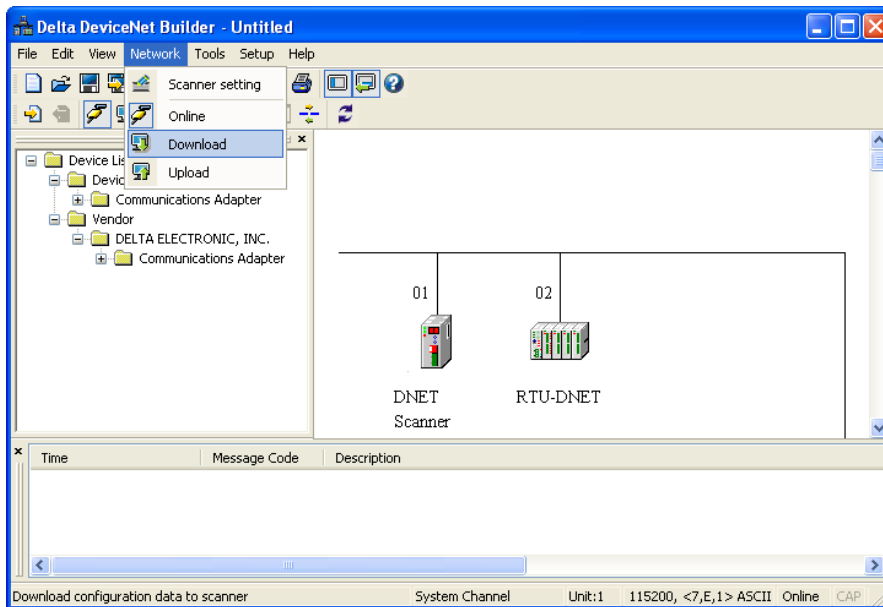 Delta DeviceNet Builder - Untitled
File Edit View Network Tools Setup Help
Scanner setting
Online
Download
Upload
Device Lis
Devic
Communications Adapter
Vendor
DELTA ELECTRONIC, INC.
Communications Adapter
01 02
DNET RTU-DNET
Scanner
Time Message Code Description
Download configuration data to scanner System Channel Unit:1 115200, <7,E,1> ASCII Online CAP